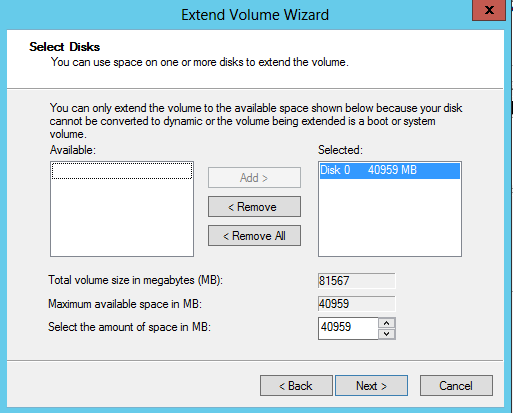 Extend Volume Wizard
x
Select Disks
You can use space on one or more disks to extend the volume.
You can only extend the volume to the available space shown below because your disk
cannot be converted to dynamic or the volume being extended is a boot or system
volume.
Available:
Selected:
Add >
Disk 0 40959 MB
< Remove
< Remove All
Total volume size in megabytes (MB): 81567
Maximum available space in MB: 40959
Select the amount of space in MB: 40959
< Back
Next >
Cancel